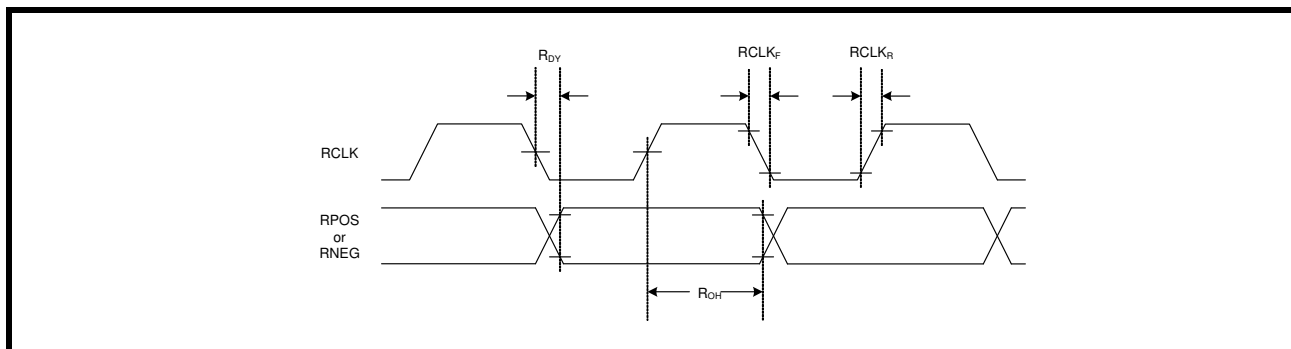 RDY
RCLKF
RCLKR
RCLK
RPOS
or
RNEG
ROH